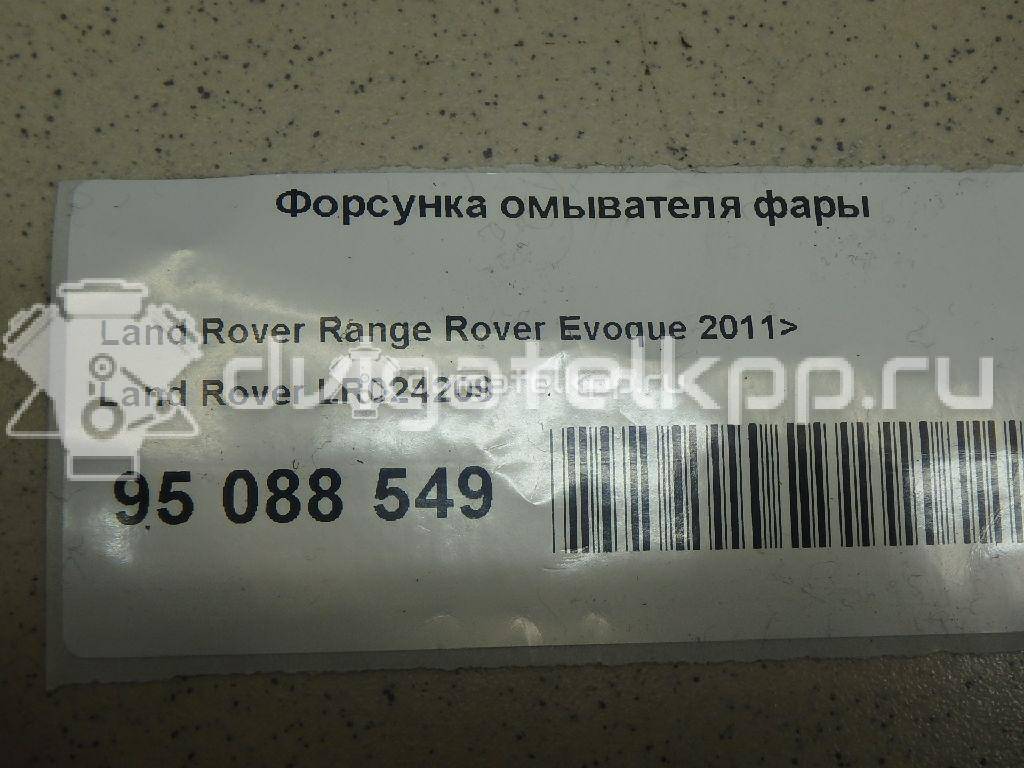 Форсунка омывателя фары
Land Rover Range Rover Evoque 2011>
Land Rover LR024209
dvigatelkpp.ru
95 088 549